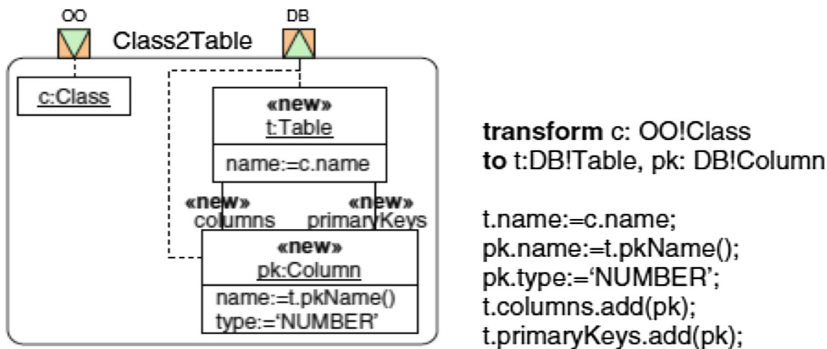 OO
DB
Class2Table
c:Class
«new»
t:Table
name:=c.name
«new» «new»
columns primaryKeys
«new»
pk:Column
name:=t.pkName()
type:=‘NUMBER’
transform c: OO!Class
to t:DB!Table, pk: DB!Column
t.name:=c.name;
pk.name:=t.pkName();
pk.type:=‘NUMBER’;
t.columns.add(pk);
t.primaryKeys.add(pk);